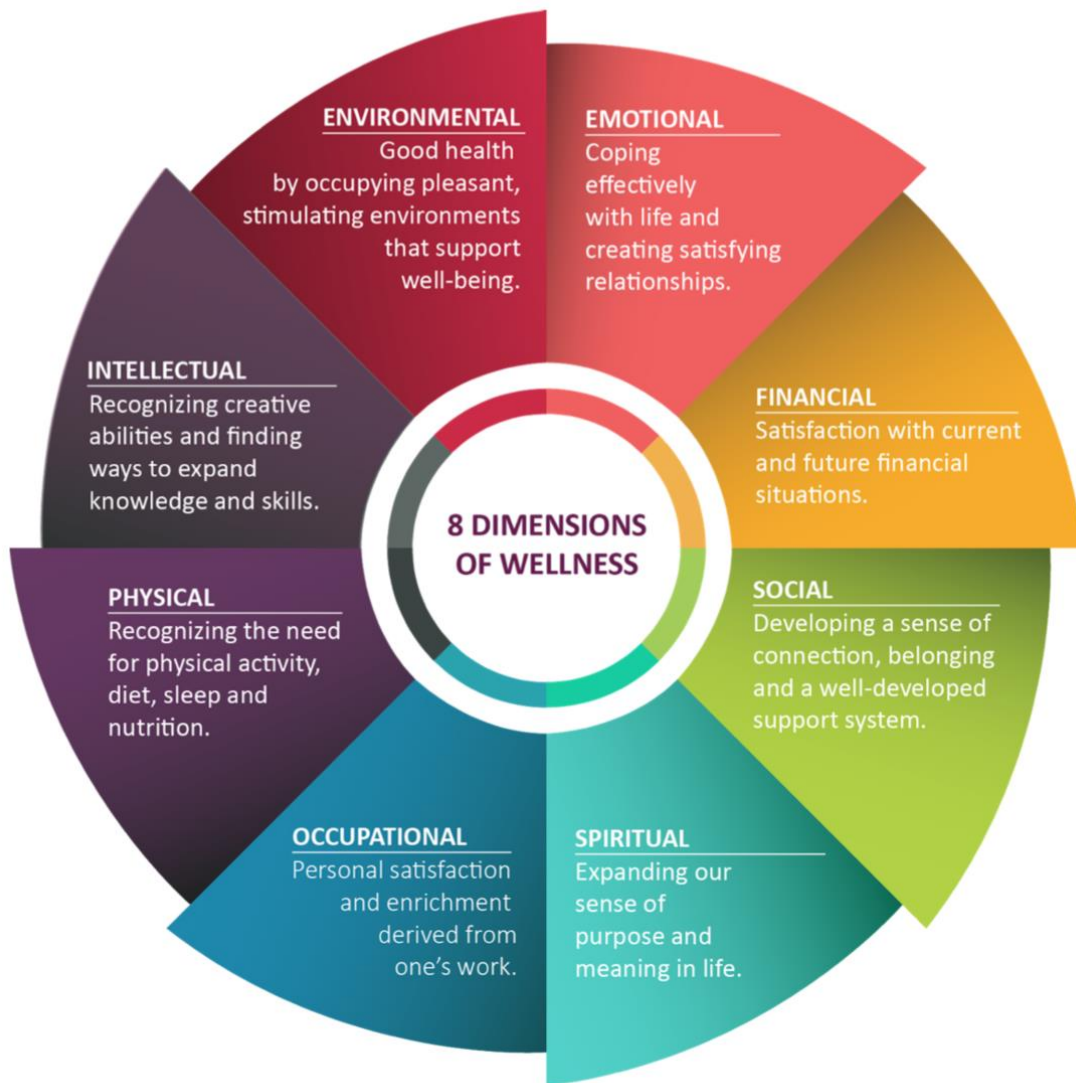 ENVIRONMENTAL
Good health
by occupying pleasant,
stimulating environments
that support
well-being.
EMOTIONAL
Coping
effectively
with life and
creating satisfying
relationships.
FINANCIAL
Satisfaction with current
and future financial
situations.
SOCIAL
Developing a sense of
connection, belonging
and a well-developed
support system.
SPIRITUAL
Expanding our
sense of
purpose and
meaning in life.
OCCUPATIONAL
Personal satisfaction
and enrichment
derived from
one’s work.
PHYSICAL
Recognizing the need
for physical activity,
diet, sleep and
nutrition.
INTELLECTUAL
Recognizing creative
abilities and finding
ways to expand
knowledge and skills.
8 DIMENSIONS
OF WELLNESS